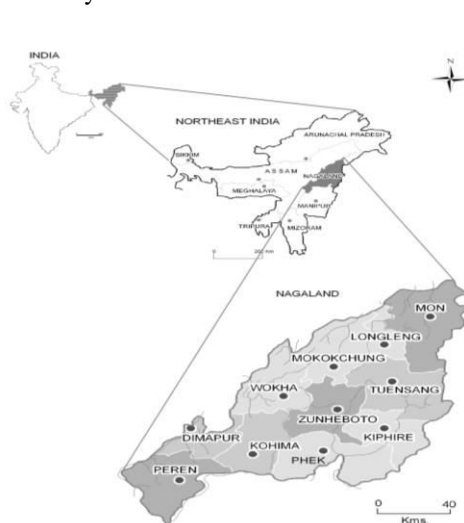 INDIA
N
NORTHEAST INDIA
ARUNACHAL PRADESH
SIKKIM
ASSAM
NAGALAND
MEGHALAYA
MANIPUR
TRIPURA
MIZORAM
NAGALAND
MON
LONGLENG
MOKOKCHUNG
TUENSANG
WOKHA
ZUNHEBOTO
DIMAPUR
KIPHIRE
KOHIMA
PHEK
PEREN
0 40
Kms.